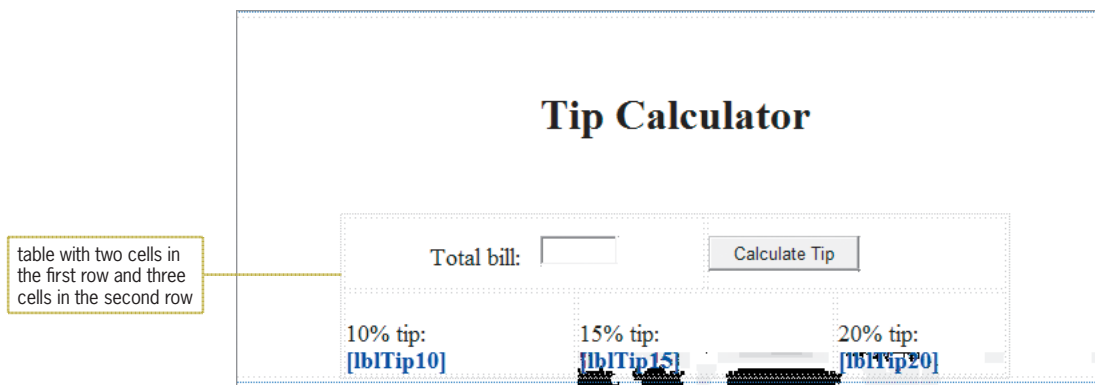 Tip Calculator
table with two cells in
the first row and three
cells in the second row
Total bill:
Calculate Tip
10% tip:
[lblTip10]
15% tip:
[lblTip15]
20% tip:
[lblTip20]